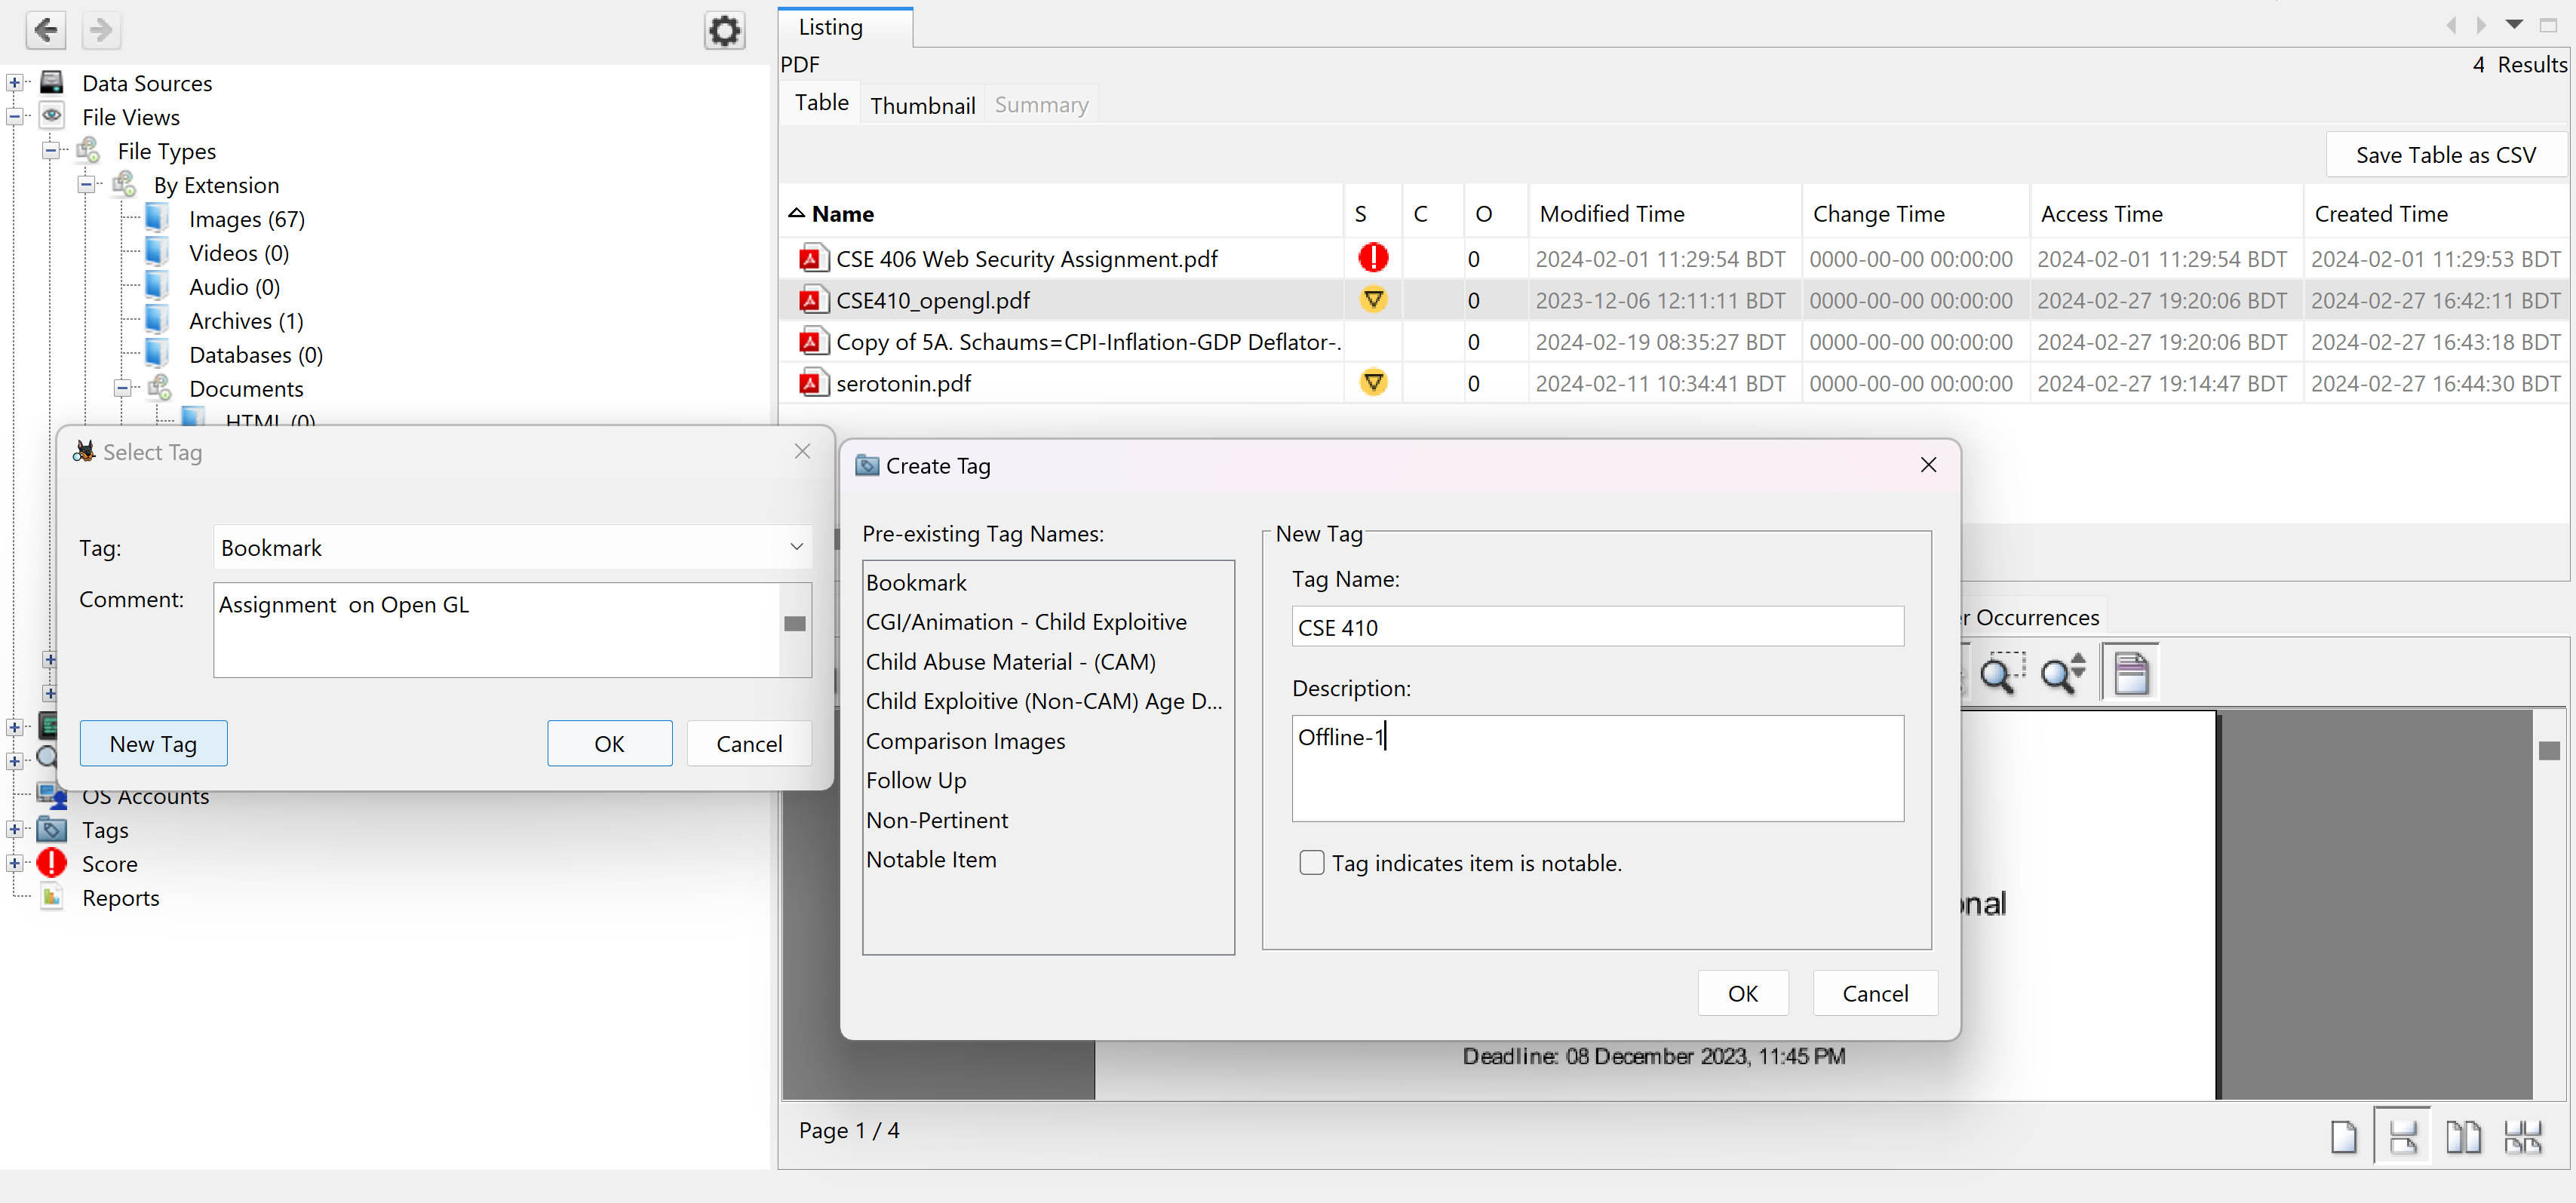 Listing
PDF
4 Results
Table Thumbnail Summary
Save Table as CSV
Name S C O Modified Time Change Time Access Time Created Time
CSE 406 Web Security Assignment.pdf 0 2024-02-01 11:29:54 BDT 0000-00-00 00:00:00 2024-02-01 11:29:54 BDT 2024-02-01 11:29:53 BDT
CSE410_opengl.pdf 0 2023-12-06 12:11:11 BDT 0000-00-00 00:00:00 2024-02-27 19:20:06 BDT 2024-02-27 16:42:11 BDT
Copy of 5A. Schaums=CPI-Inflation-GDP Deflator-. 0 2024-02-19 08:35:27 BDT 0000-00-00 00:00:00 2024-02-27 19:20:06 BDT 2024-02-27 16:43:18 BDT
serotonin.pdf 0 2024-02-11 10:34:41 BDT 0000-00-00 00:00:00 2024-02-27 19:14:47 BDT 2024-02-27 16:44:30 BDT
Data Sources
File Views
File Types
By Extension
Images (67)
Videos (0)
Audio (0)
Archives (1)
Databases (0)
Documents
HTML (0)
Select Tag
Tag: Bookmark
Comment: Assignment on Open GL
New Tag OK Cancel
OS Accounts
Tags
Score
Reports
Create Tag
Pre-existing Tag Names:
Bookmark
CGI/Animation - Child Exploitive
Child Abuse Material - (CAM)
Child Exploitive (Non-CAM) Age D...
Comparison Images
Follow Up
Non-Pertinent
Notable Item
New Tag
Tag Name:
CSE 410
Description:
Offline-1
Tag indicates item is notable.
OK Cancel
Occurrences
Deadline: 08 December 2023, 11:45 PM
Page 1 / 4